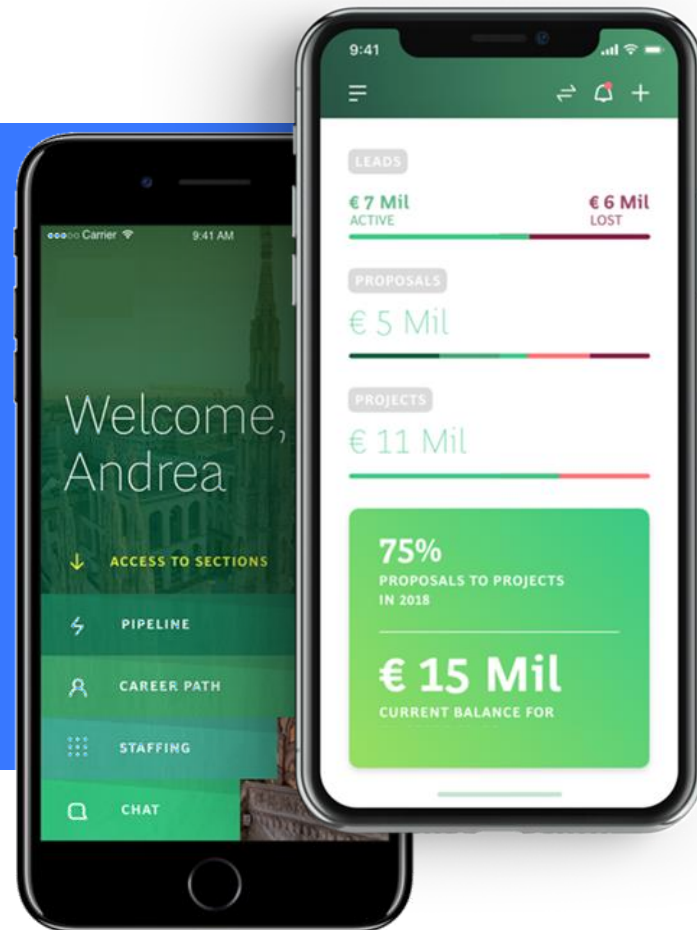 Carrier
9:41 AM
Welcome,
Andrea
ACCESS TO SECTIONS
PIPELINE
CAREER PATH
STAFFING
CHAT
9:41
LEADS
€ 7 Mil
€ 6 Mil
ACTIVE
LOST
PROPOSALS
€ 5 Mil
PROJECTS
€ 11 Mil
75%
PROPOSALS TO PROJECTS
IN 2018
€ 15 Mil
CURRENT BALANCE FOR